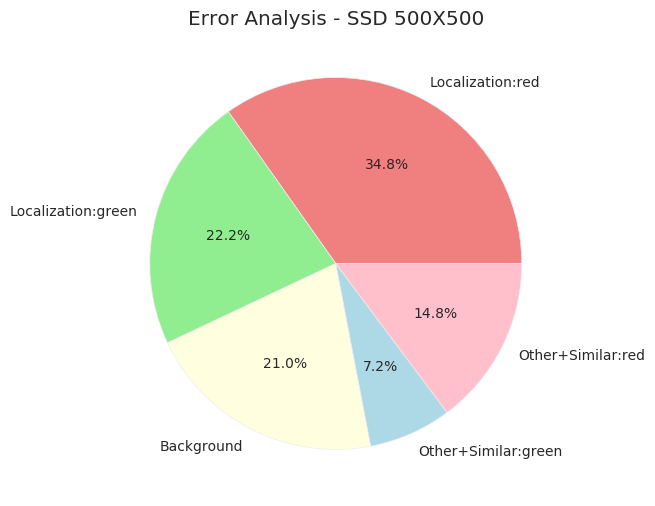 Error Analysis - SSD 500X500
Localization:red
34.8%
Localization:green
22.2%
14.8%
Other+Similar:red
21.0%
7.2%
Background
Other+Similar:green